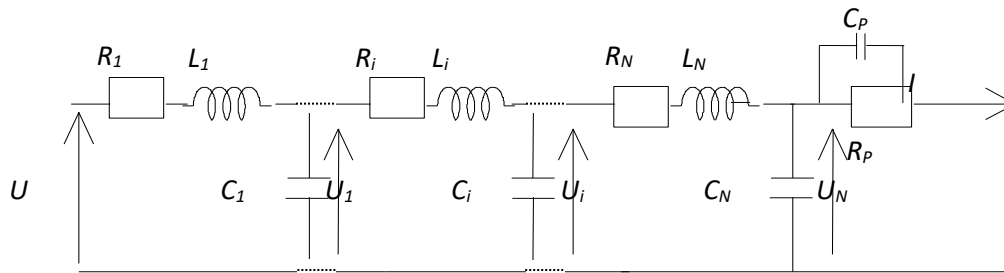 C_P
R_1 L_1 R_i L_i R_N L_N I
R_P
U C_1 U_1 C_i U_i C_N U_N